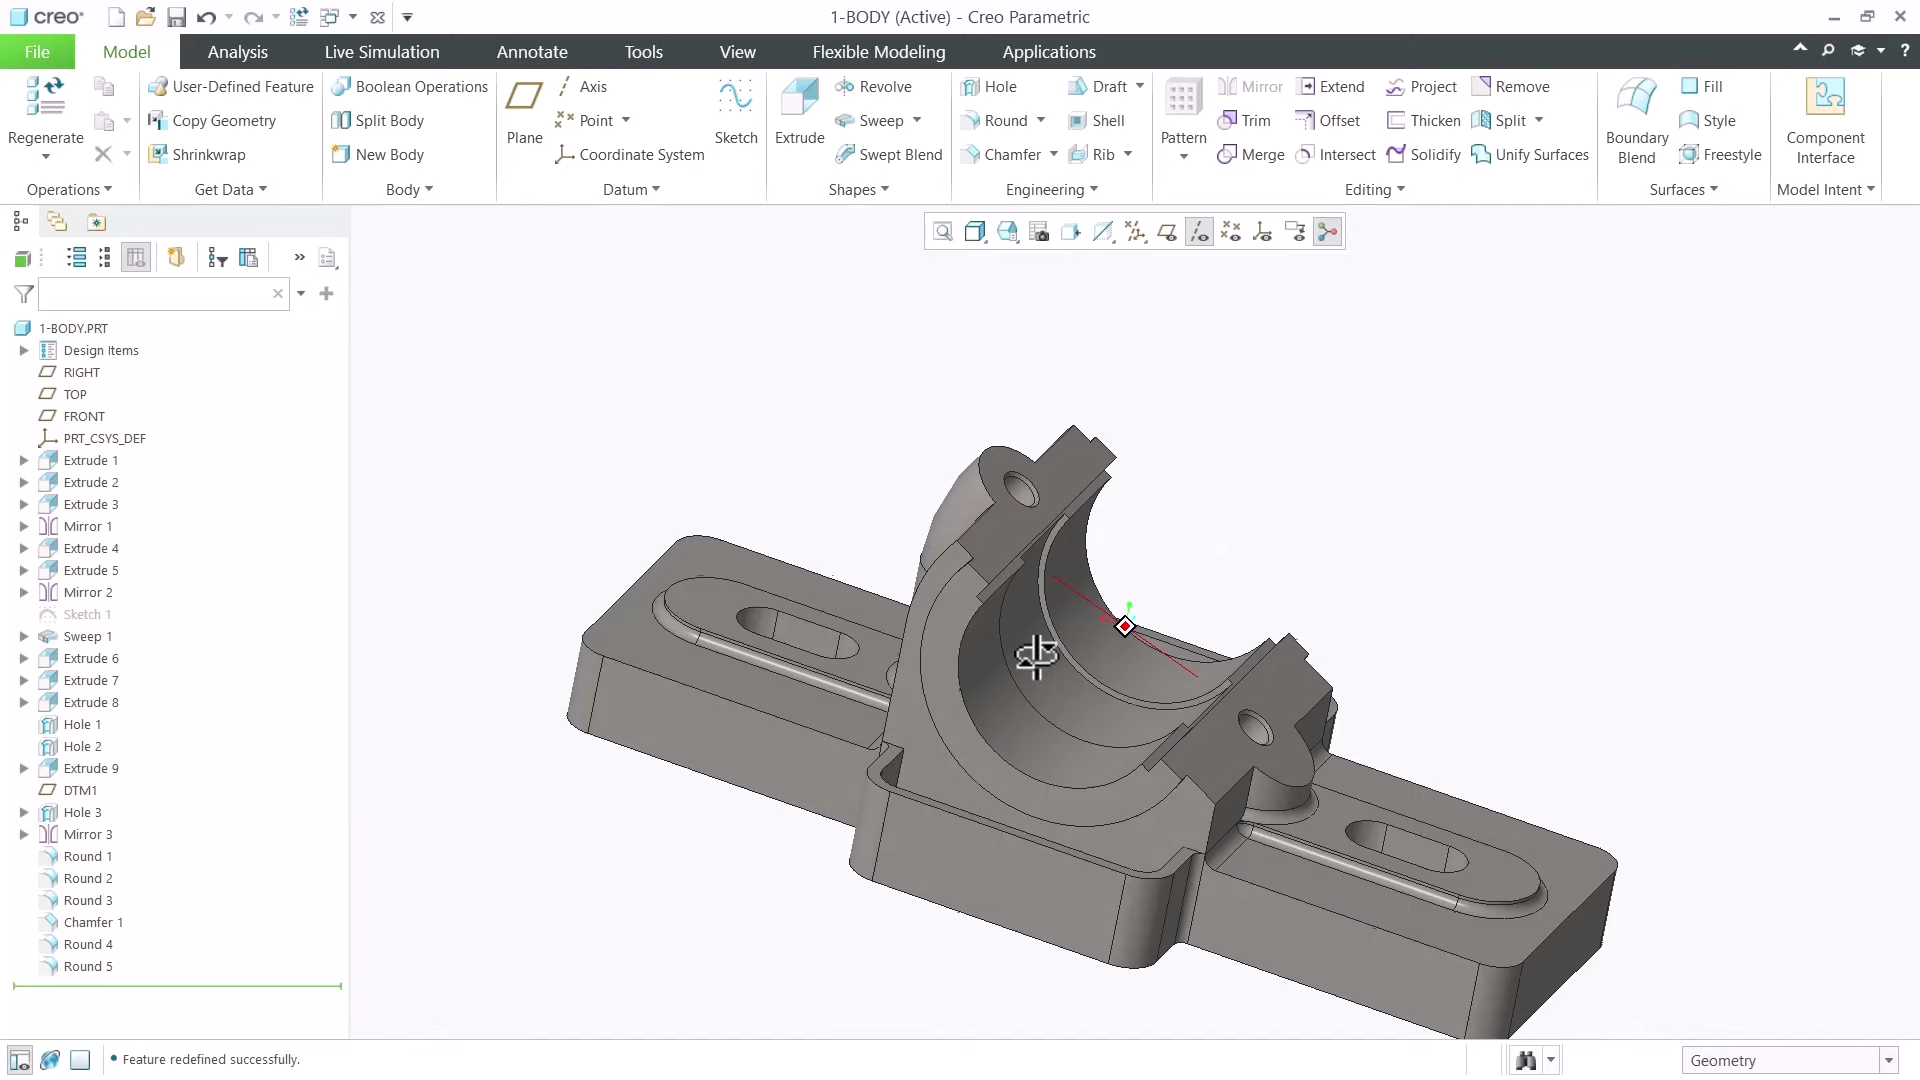 creo
1-BODY (Active) - Creo Parametric
File
Model
Analysis
Live Simulation
Annotate
Tools
View
Flexible Modeling
Applications
Regenerate
Operations
User-Defined Feature
Copy Geometry
Shrinkwrap
Get Data
Boolean Operations
Split Body
New Body
Body
Plane
Axis
Point
Coordinate System
Sketch
Datum
Extrude
Revolve
Sweep
Swept Blend
Shapes
Hole
Draft
Round
Shell
Chamfer
Rib
Engineering
Pattern
Mirror
Extend
Project
Remove
Trim
Offset
Thicken
Split
Merge
Intersect
Solidify
Unify Surfaces
Editing
Boundary
Blend
Fill
Style
Freestyle
Surfaces
Component
Interface
Model Intent
1-BODY.PRT
Design Items
RIGHT
TOP
FRONT
PRT_CSYS_DEF
Extrude 1
Extrude 2
Extrude 3
Mirror 1
Extrude 4
Extrude 5
Mirror 2
Sketch 1
Sweep 1
Extrude 6
Extrude 7
Extrude 8
Hole 1
Hole 2
Extrude 9
DTM1
Hole 3
Mirror 3
Round 1
Round 2
Round 3
Chamfer 1
Round 4
Round 5
• Feature redefined successfully.
Geometry